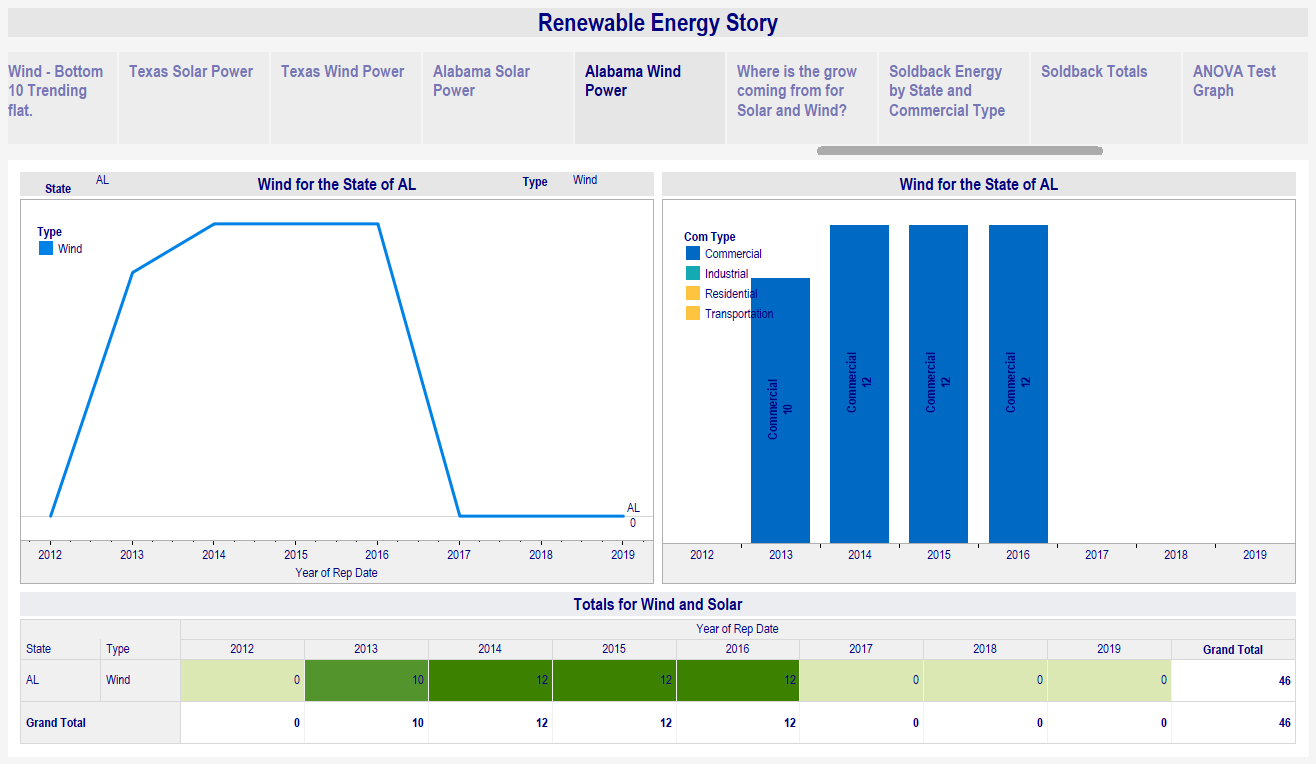 Renewable Energy Story
Wind - Bottom
10 Trending
flat.
Texas Solar Power
Texas Wind Power
Alabama Solar
Power
Alabama Wind
Power
Where is the grow
coming from for
Solar and Wind?
Soldback Energy
by State and
Commercial Type
Soldback Totals
ANOVA Test
Graph
State AL Wind for the State of AL Type Wind
Type
Wind
AL
0
2012 2013 2014 2015 2016 2017 2018 2019
Year of Rep Date
Wind for the State of AL
Com Type
Commercial
Industrial
Residential
Transportation
Commercial
10
Commercial
12
Commercial
12
Commercial
12
2012 2013 2014 2015 2016 2017 2018 2019
Totals for Wind and Solar
Year of Rep Date
State Type 2012 2013 2014 2015 2016 2017 2018 2019 Grand Total
AL Wind 0 10 12 12 12 0 0 0 46
Grand Total 0 10 12 12 12 0 0 0 46